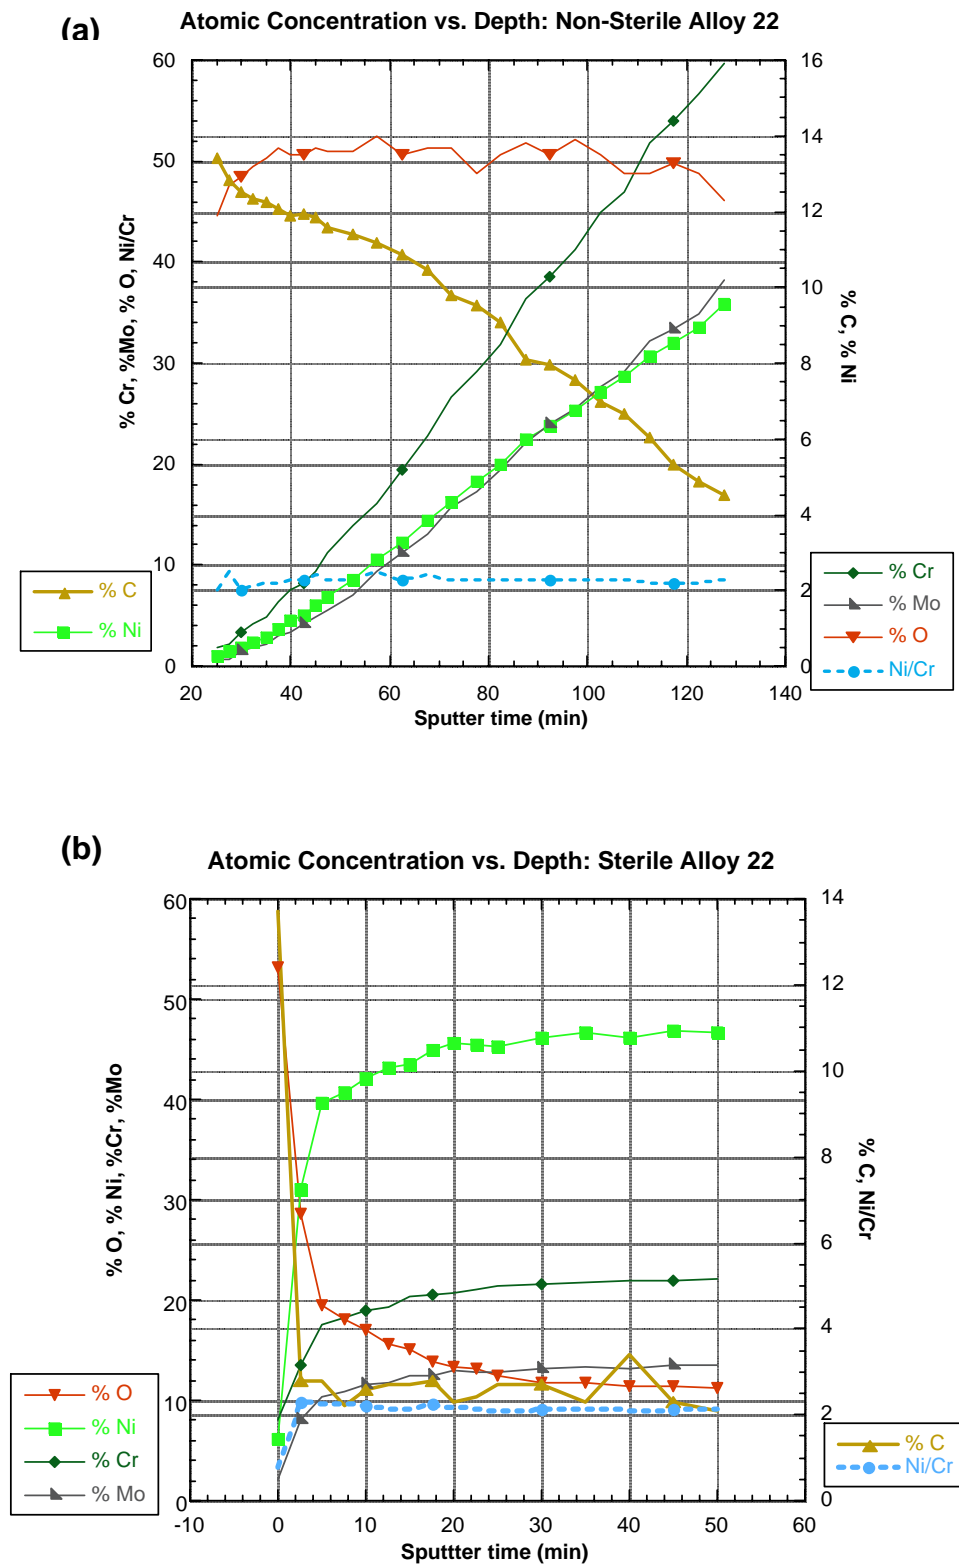 (a)
Atomic Concentration vs. Depth: Non-Sterile Alloy 22
% Cr, %Mo, % O, Ni/Cr
60
50
40
30
20
10
0
16
14
12
10
8
6
4
2
0
% C, % Ni
20 40 60 80 100 120 140
Sputter time (min)
% C
% Ni
% Cr
% Mo
% O
Ni/Cr
(b)
Atomic Concentration vs. Depth: Sterile Alloy 22
% O, % Ni, %Cr, %Mo
60
50
40
30
20
10
0
14
12
10
8
6
4
2
0
% C, Ni/Cr
-10 0 10 20 30 40 50 60
Sputtter time (min)
% O
% Ni
% Cr
% Mo
% C
Ni/Cr